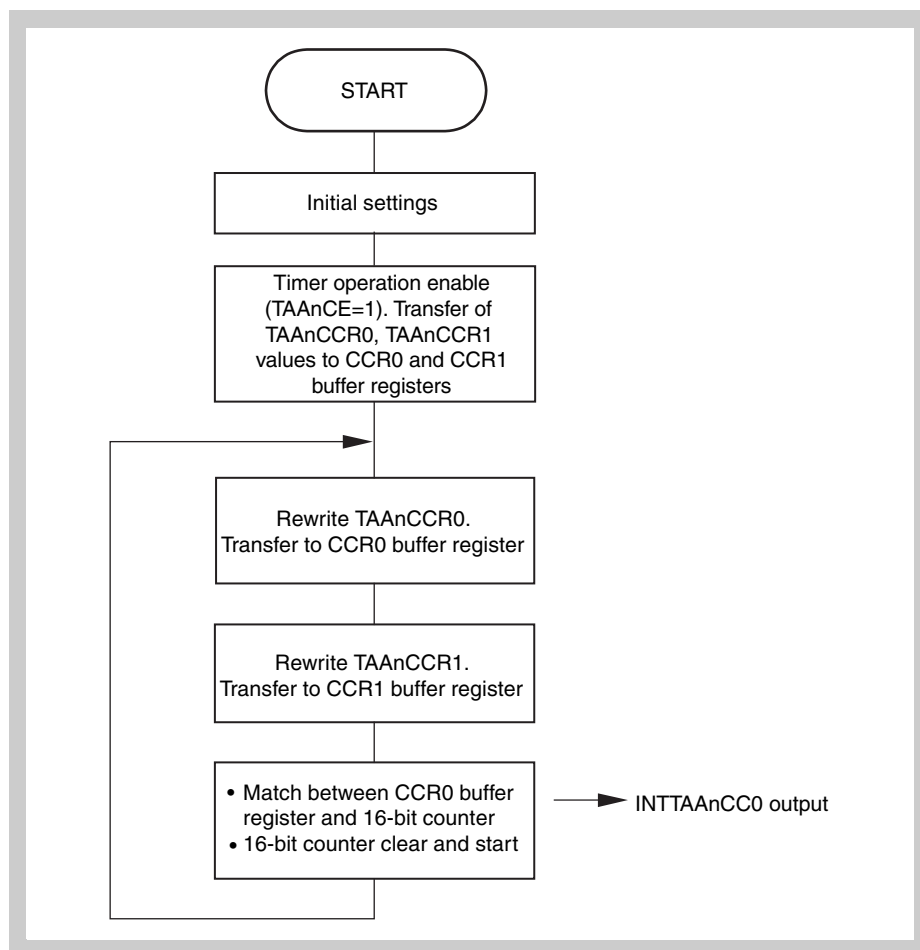 START
Initial settings
Timer operation enable
(TAAnCE=1). Transfer of
TAAnCCR0, TAAnCCR1
values to CCR0 and CCR1
buffer registers
Rewrite TAAnCCR0.
Transfer to CCR0 buffer register
Rewrite TAAnCCR1.
Transfer to CCR1 buffer register
• Match between CCR0 buffer
register and 16-bit counter
• 16-bit counter clear and start
INTTAAnCC0 output